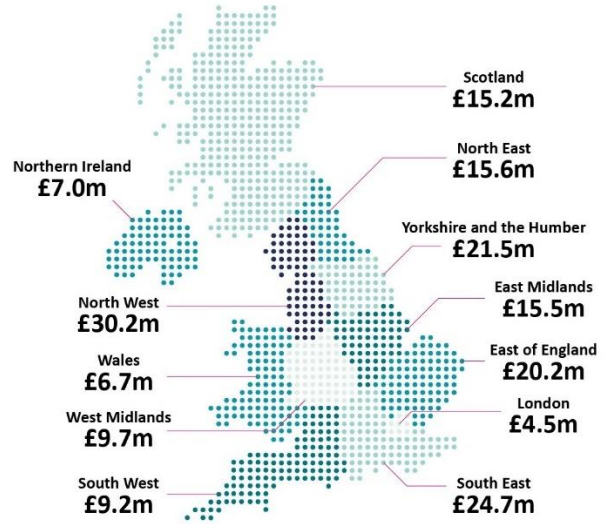 Scotland
£15.2m
North East
£15.6m
Northern Ireland
£7.0m
Yorkshire and the Humber
£21.5m
East Midlands
£15.5m
North West
£30.2m
East of England
£20.2m
Wales
£6.7m
London
£4.5m
West Midlands
£9.7m
South West
£9.2m
South East
£24.7m